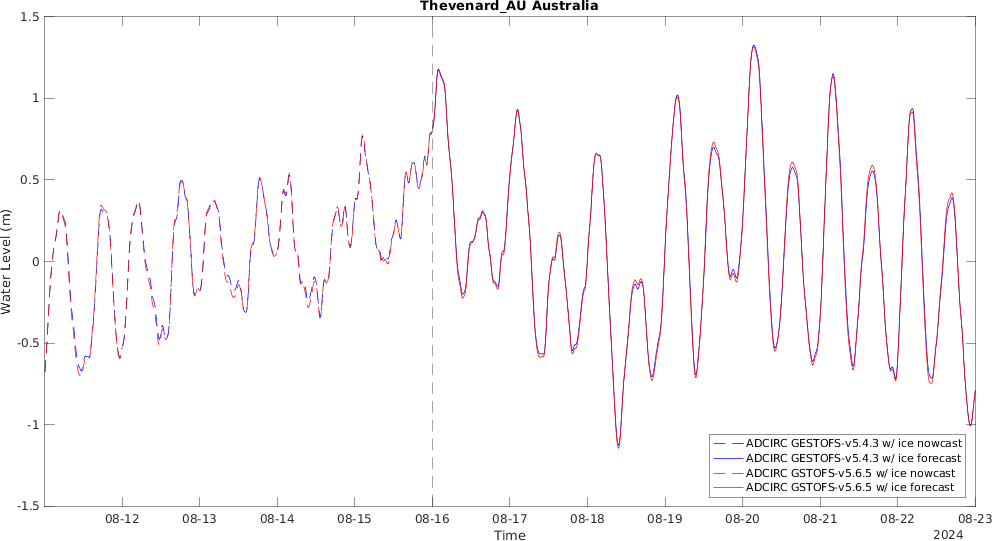 Thevenard_AU Australia
1.5
1
0.5
0
-0.5
-1
-1.5
Water Level (m)
08-12 08-13 08-14 08-15 08-16 08-17 08-18 08-19 08-20 08-21 08-22 08-23
Time
2024
ADCIRC GESTOFS-v5.4.3 w/ ice nowcast
ADCIRC GESTOFS-v5.4.3 w/ ice forecast
ADCIRC GSTOFS-v5.6.5 w/ ice nowcast
ADCIRC GSTOFS-v5.6.5 w/ ice forecast